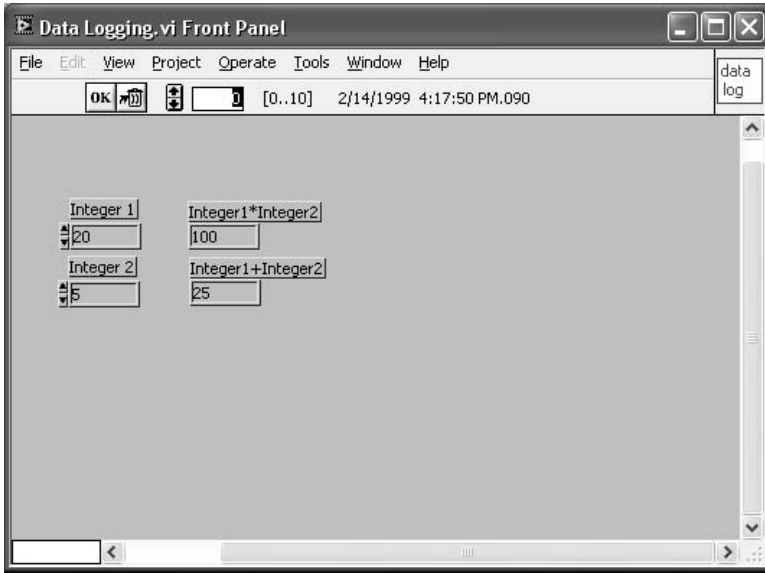 Data Logging.vi Front Panel
File Edit View Project Operate Tools Window Help
data
log
OK 0 [0..10] 2/14/1999 4:17:50 PM.090
Integer 1 Integer1*Integer2
20 100
Integer 2 Integer1+Integer2
5 25